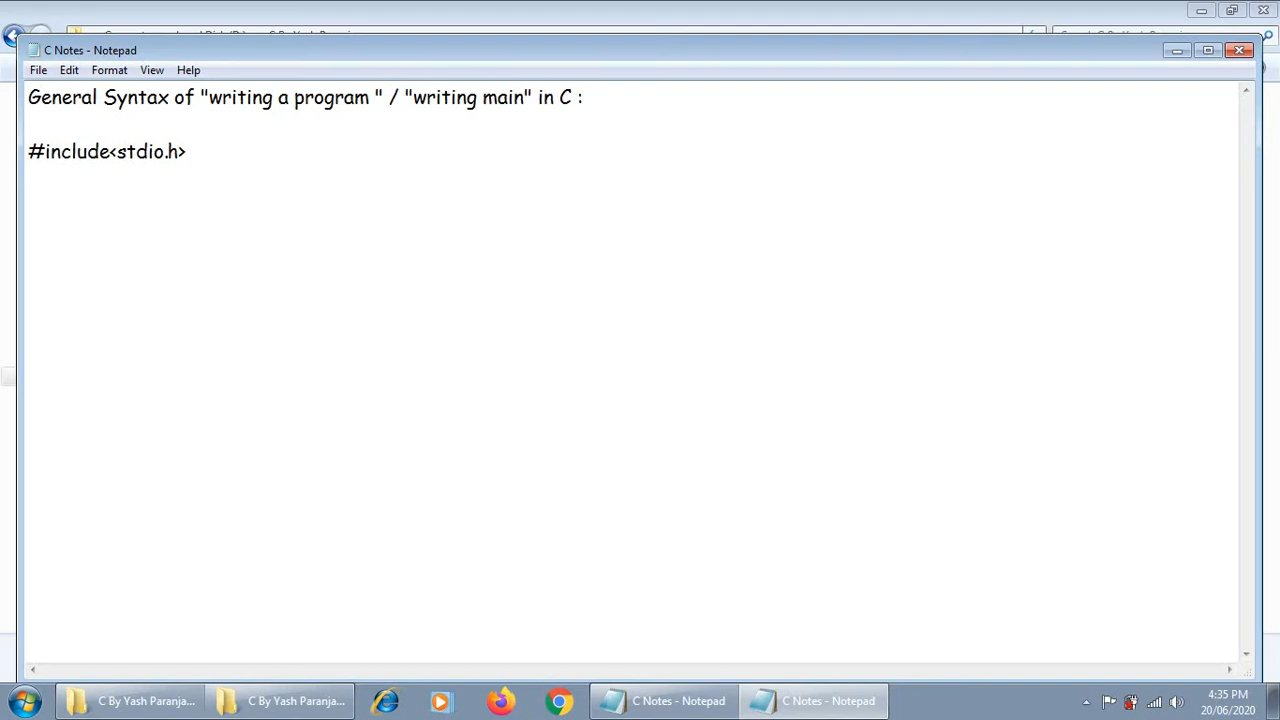 C Notes - Notepad
File Edit Format View Help
General Syntax of "writing a program " / "writing main" in C :
#include<stdio.h>
C By Yash Paranja...
C By Yash Paranja...
C Notes - Notepad
C Notes - Notepad
4:35 PM
20/06/2020